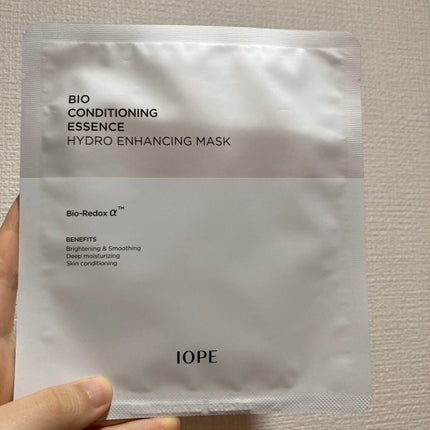 BIO
CONDITIONING
ESSENCE
HYDRO ENHANCING MASK
Bio-Redox α™
BENEFITS
Brightening & Smoothing
Deep moisturizing
Skin conditioning
IOPE